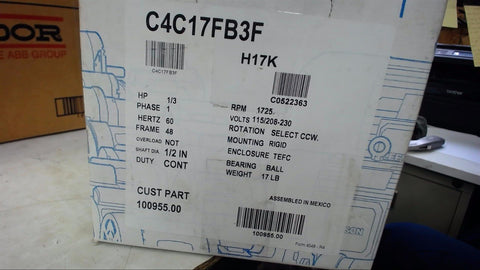 C4C17FB3F
H17K
C4C17FB3F
C0522363
DOR
ABB GROUP
HP 1/3
PHASE 1
HERTZ 60
FRAME 48
OVERLOAD NOT
SHAFT DIA 1/2 IN
DUTY CONT
RPM 1725
VOLTS 115/208-230
ROTATION SELECT CCW.
MOUNTING RIGID
ENCLOSURE TEFC
BEARING BALL
WEIGHT 17 LB
CUST PART
100955.00
ASSEMBLED IN MEXICO
100955.00
SON